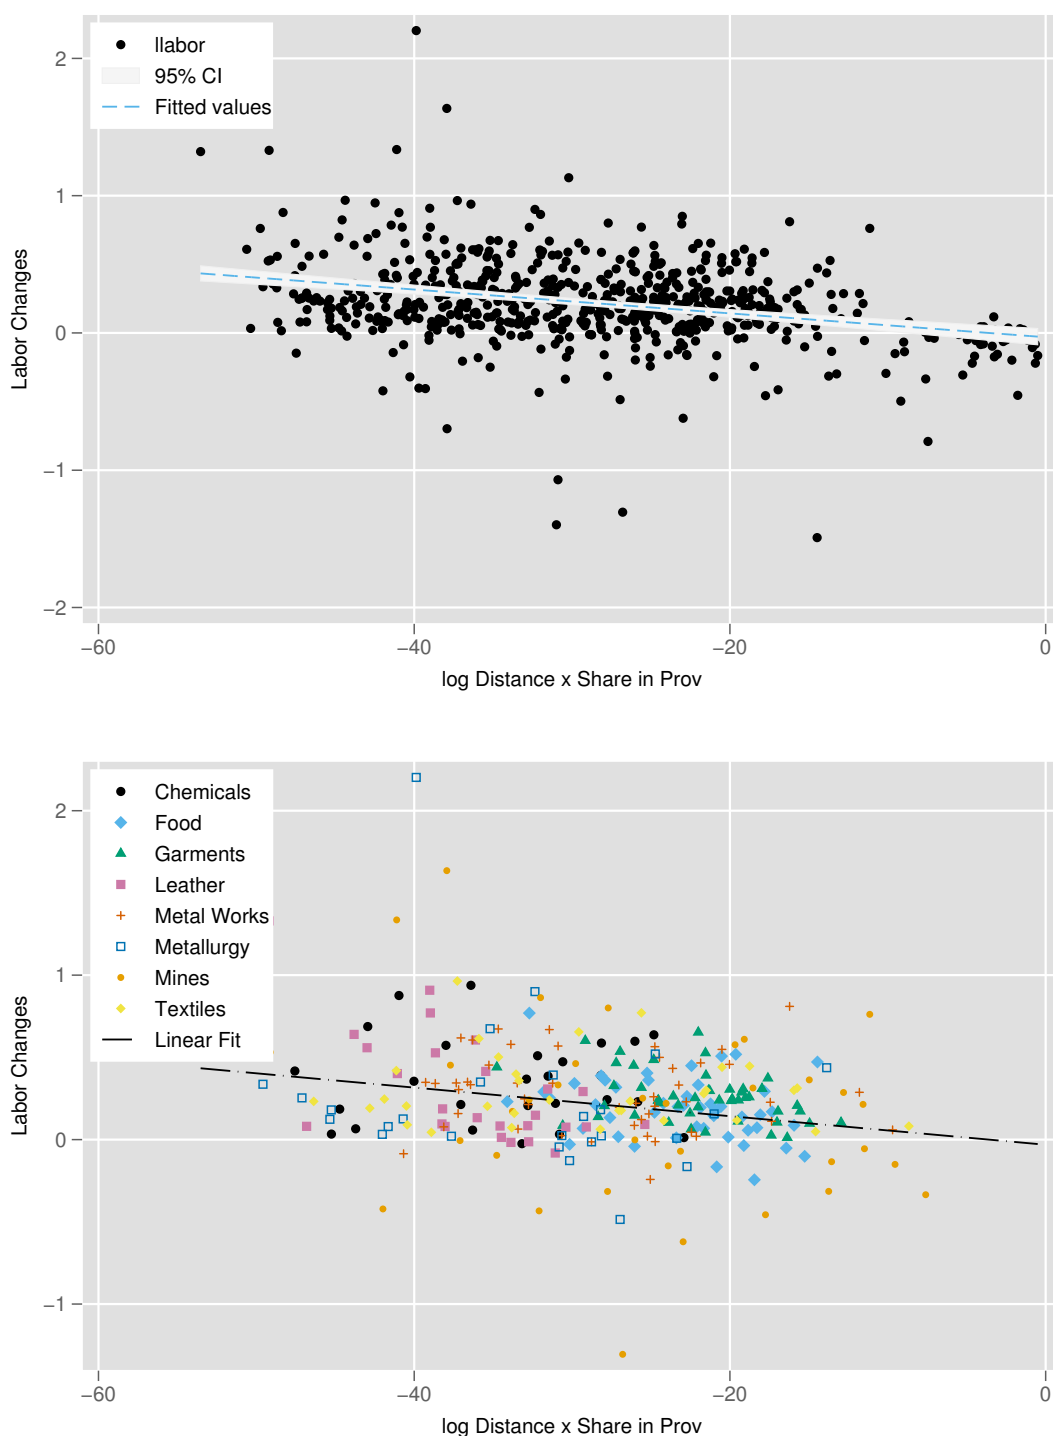 llabor
95% CI
Fitted values
2
1
0
−1
−2
Labor Changes
−60
−40
−20
0
log Distance x Share in Prov
Chemicals
Food
Garments
Leather
Metal Works
Metallurgy
Mines
Textiles
Linear Fit
2
1
0
−1
Labor Changes
−60
−40
−20
0
log Distance x Share in Prov